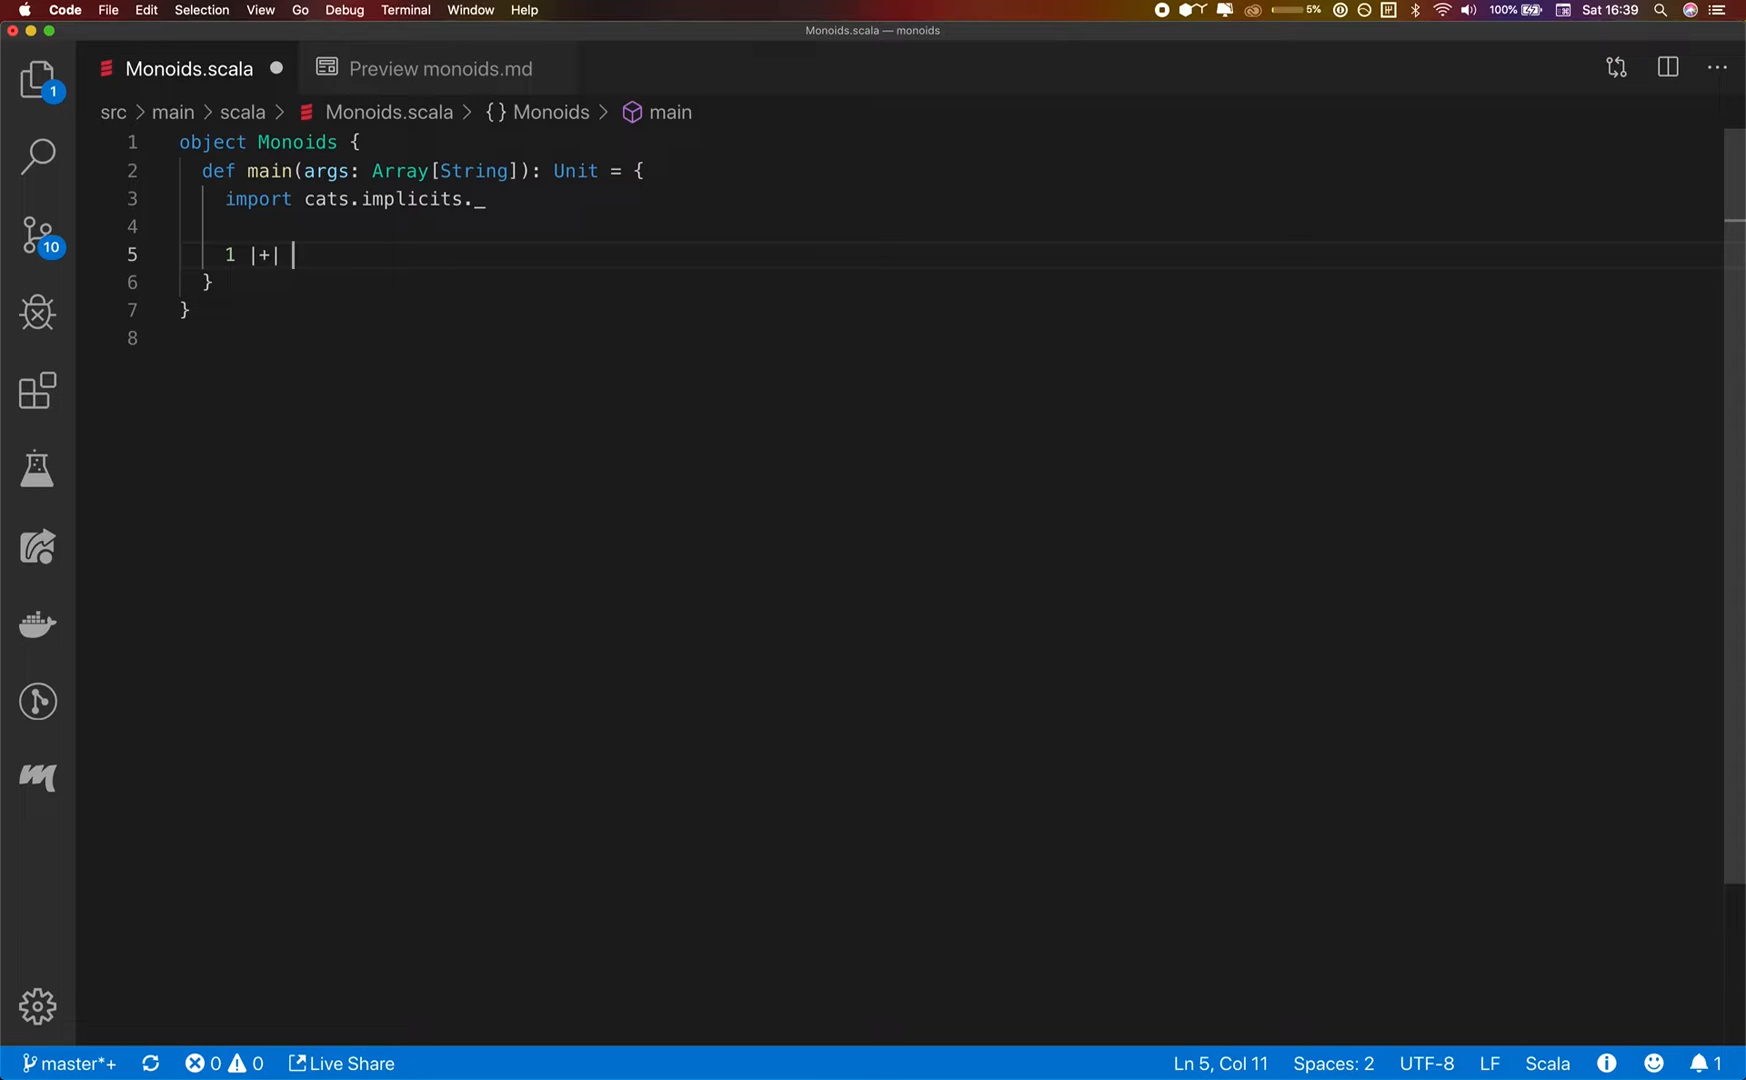 Code File Edit Selection View Go Debug Terminal Window Help 5% 100% Sat 16:39
Monoids.scala — monoids
Monoids.scala Preview monoids.md
src > main > scala > Monoids.scala > {} Monoids > main
1 object Monoids {
2 def main(args: Array[String]): Unit = {
3 import cats.implicits._
4
5 1 |+|
6 }
7 }
8
1
10
master*+ 0 0 Live Share Ln 5, Col 11 Spaces: 2 UTF-8 LF Scala 1